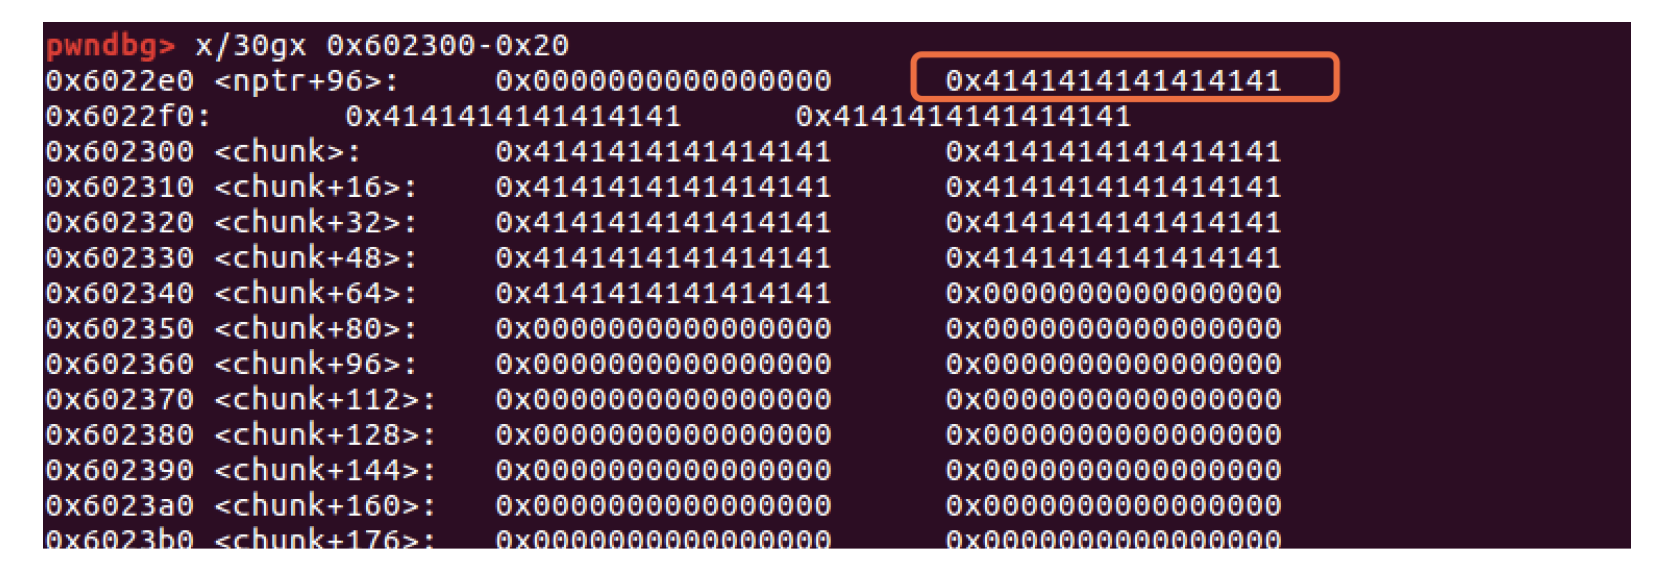 pwndbg> x/30gx 0x602300-0x20
0x6022e0 <nptr+96>: 0x0000000000000000 0x4141414141414141
0x6022f0: 0x4141414141414141 0x4141414141414141
0x602300 <chunk>: 0x4141414141414141 0x4141414141414141
0x602310 <chunk+16>: 0x4141414141414141 0x4141414141414141
0x602320 <chunk+32>: 0x4141414141414141 0x4141414141414141
0x602330 <chunk+48>: 0x4141414141414141 0x4141414141414141
0x602340 <chunk+64>: 0x4141414141414141 0x0000000000000000
0x602350 <chunk+80>: 0x0000000000000000 0x0000000000000000
0x602360 <chunk+96>: 0x0000000000000000 0x0000000000000000
0x602370 <chunk+112>: 0x0000000000000000 0x0000000000000000
0x602380 <chunk+128>: 0x0000000000000000 0x0000000000000000
0x602390 <chunk+144>: 0x0000000000000000 0x0000000000000000
0x6023a0 <chunk+160>: 0x0000000000000000 0x0000000000000000
0x6023b0 <chunk+176>: 0x0000000000000000 0x0000000000000000